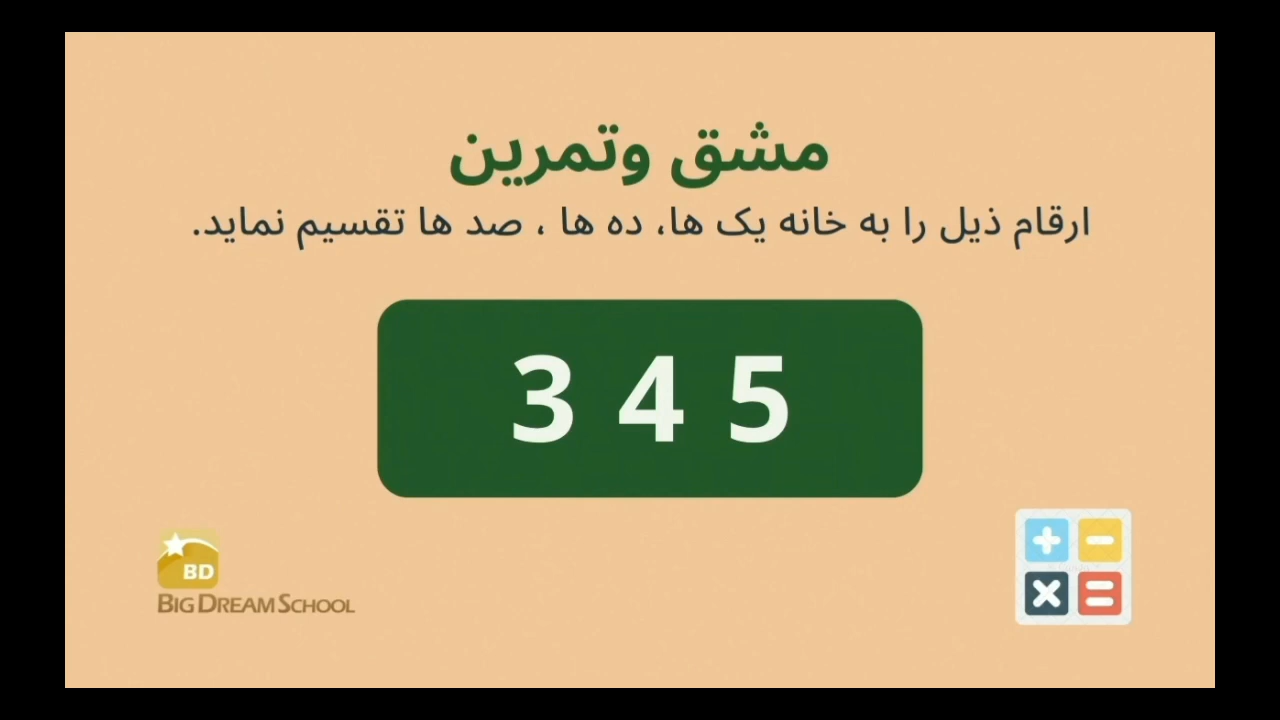 مشق وتمرین
ارقام ذیل را به خانه یک ها، ده ها ، صد ها تقسیم نماید.
3 4 5
BD
BIG DREAM SCHOOL